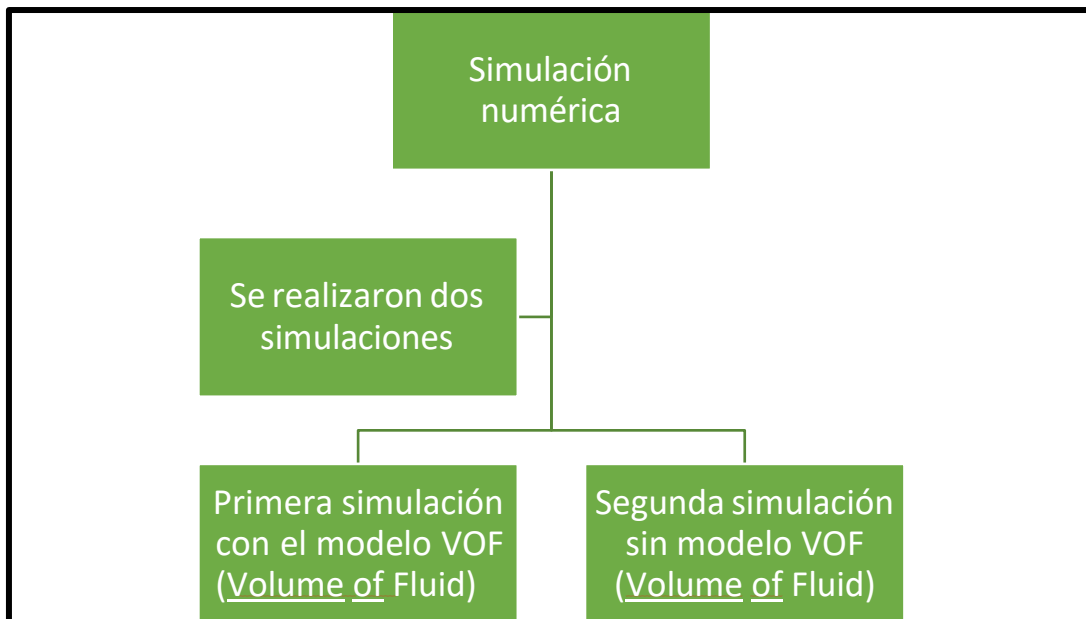 Simulación
numérica
Se realizaron dos
simulaciones
Primera simulación
con el modelo VOF
(Volume of Fluid)
Segunda simulación
sin modelo VOF
(Volume of Fluid)